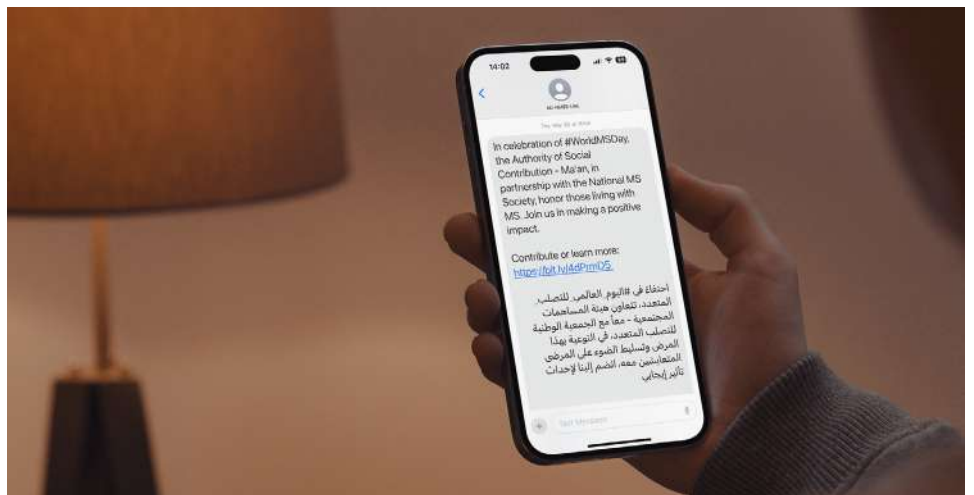 14:02
In celebration of #WorldMSDay,
the Authority of Social
Contribution - Ma'an, in
partnership with the National MS
Society, honor those living with
MS. Join us in making a positive
impact.
Contribute or learn more:
https://bit.ly/4dPrmD5
احتفاءً في #اليوم_العالمي_للتصلب_
المتعدد، تتعاون هيئة المساهمات
المجتمعية - معاً مع الجمعية الوطنية
للتصلب المتعدد، في التوعية بهذا
المرض وتسليط الضوء على المرضى
المتعايشين معه، انضم إلينا لإحداث
تأثير إيجابي
Text Message